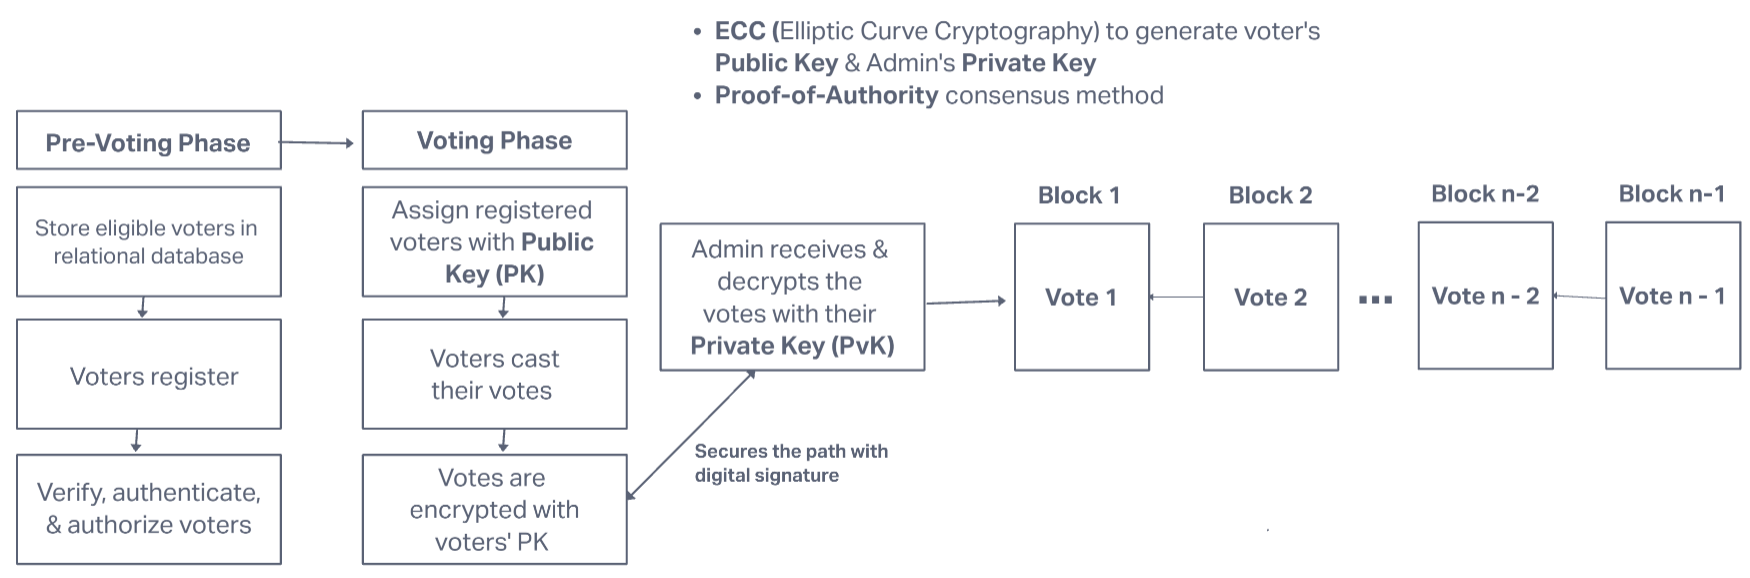 • ECC (Elliptic Curve Cryptography) to generate voter's
Public Key & Admin's Private Key
• Proof-of-Authority consensus method
Pre-Voting Phase
Store eligible voters in
relational database
Voters register
Verify, authenticate,
& authorize voters
Voting Phase
Assign registered
voters with Public
Key (PK)
Voters cast
their votes
Votes are
encrypted with
voters' PK
Secures the path with
digital signature
Admin receives &
decrypts the
votes with their
Private Key (PvK)
Block 1
Vote 1
Block 2
Vote 2
...
Block n-2
Vote n - 2
Block n-1
Vote n - 1